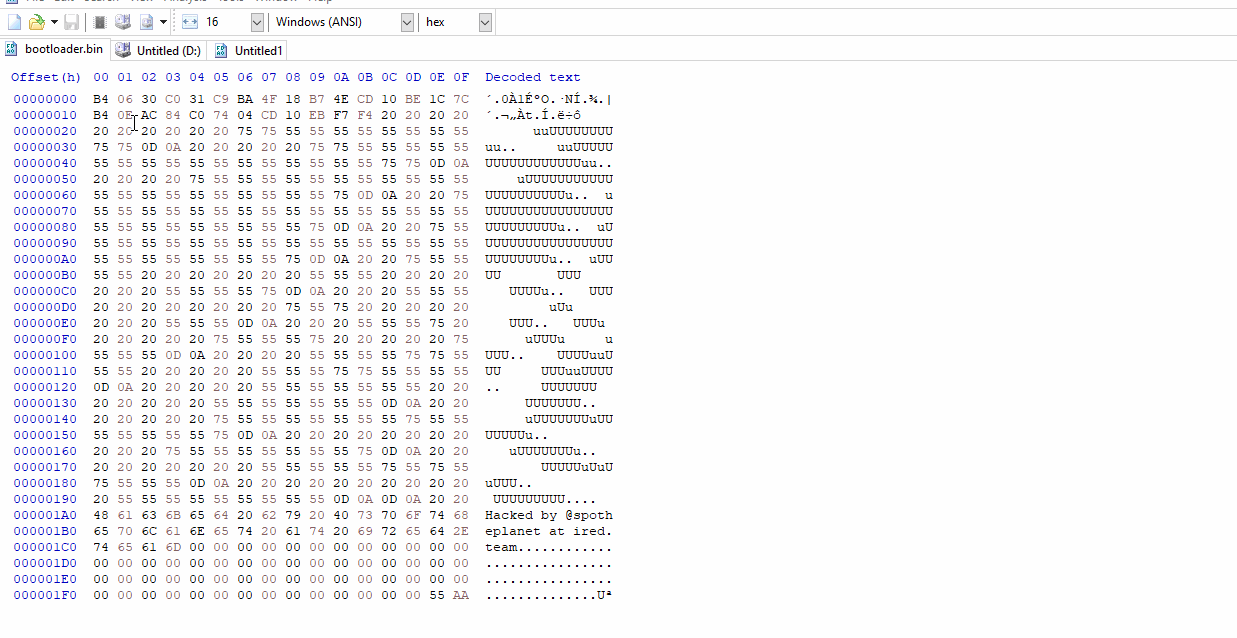 16 Windows (ANSI) hex
bootloader.bin Untitled (D:) Untitled1
Offset(h) 00 01 02 03 04 05 06 07 08 09 0A 0B 0C 0D 0E 0F Decoded text
00000000 B4 06 30 C0 31 C9 BA 4F 18 B7 4E CD 10 BE 1C 7C ´.0À1ɺO.·NÍ.¾.|
00000010 B4 0E AC 84 C0 74 04 CD 10 EB F7 F4 20 20 20 20 ´.¬„Àt.Í.ë÷ô
00000020 20 20 20 20 20 20 75 75 55 55 55 55 55 55 55 55       uuUUUUUUUU
00000030 75 75 0D 0A 20 20 20 20 20 75 75 55 55 55 55 55 uu..     uuUUUUU
00000040 55 55 55 55 55 55 55 55 55 55 55 55 75 75 0D 0A UUUUUUUUUUUUuu..
00000050 20 20 20 20 75 55 55 55 55 55 55 55 55 55 55 55     uUUUUUUUUUUU
00000060 55 55 55 55 55 55 55 55 55 55 75 0D 0A 20 20 75 UUUUUUUUUUu..  u
00000070 55 55 55 55 55 55 55 55 55 55 55 55 55 55 55 55 UUUUUUUUUUUUUUUU
00000080 55 55 55 55 55 55 55 55 55 75 0D 0A 20 20 75 55 UUUUUUUUUu..  uU
00000090 55 55 55 55 55 55 55 55 55 55 55 55 55 55 55 55 UUUUUUUUUUUUUUUU
000000A0 55 55 55 55 55 55 55 55 75 0D 0A 20 20 75 55 55 UUUUUUUUu..  uUU
000000B0 55 55 20 20 20 20 20 20 20 55 55 55 20 20 20 20 UU       UUU
000000C0 20 20 20 55 55 55 55 75 0D 0A 20 20 20 55 55 55    UUUUu..   UUU
000000D0 20 20 20 20 20 20 20 20 75 55 75 20 20 20 20 20         uUu
000000E0 20 20 20 55 55 55 0D 0A 20 20 20 55 55 55 75 20    UUU..   UUUu
000000F0 20 20 20 20 20 75 55 55 55 75 20 20 20 20 20 75      uUUUu     u
00000100 55 55 55 0D 0A 20 20 20 20 55 55 55 55 75 75 55 UUU..    UUUUuuU
00000110 55 55 20 20 20 20 20 55 55 55 75 75 55 55 55 55 UU     UUUuuUUUU
00000120 0D 0A 20 20 20 20 20 55 55 55 55 55 55 55 20 20 ..     UUUUUUU
00000130 20 20 20 20 20 55 55 55 55 55 55 55 0D 0A 20 20      UUUUUUU..
00000140 20 20 20 20 20 75 55 55 55 55 55 55 55 75 55 55      uUUUUUUUuUU
00000150 55 55 55 55 55 75 0D 0A 20 20 20 20 20 20 20 20 UUUUUu..
00000160 20 20 20 75 55 55 55 55 55 55 55 75 0D 0A 20 20    uUUUUUUUu..
00000170 20 20 20 20 20 20 20 55 55 55 55 55 75 55 75 55        UUUUUuUuU
00000180 75 55 55 55 0D 0A 20 20 20 20 20 20 20 20 20 20 uUUU..
00000190 20 55 55 55 55 55 55 55 55 55 0D 0A 0D 0A 20 20  UUUUUUUUU....
000001A0 48 61 63 6B 65 64 20 62 79 20 40 73 70 6F 74 68 Hacked by @spoth
000001B0 65 70 6C 61 6E 65 74 20 61 74 20 69 72 65 64 2E eplanet at ired.
000001C0 74 65 61 6D 00 00 00 00 00 00 00 00 00 00 00 00 team............
000001D0 00 00 00 00 00 00 00 00 00 00 00 00 00 00 00 00 ................
000001E0 00 00 00 00 00 00 00 00 00 00 00 00 00 00 00 00 ................
000001F0 00 00 00 00 00 00 00 00 00 00 00 00 00 00 55 AA ..............Uª